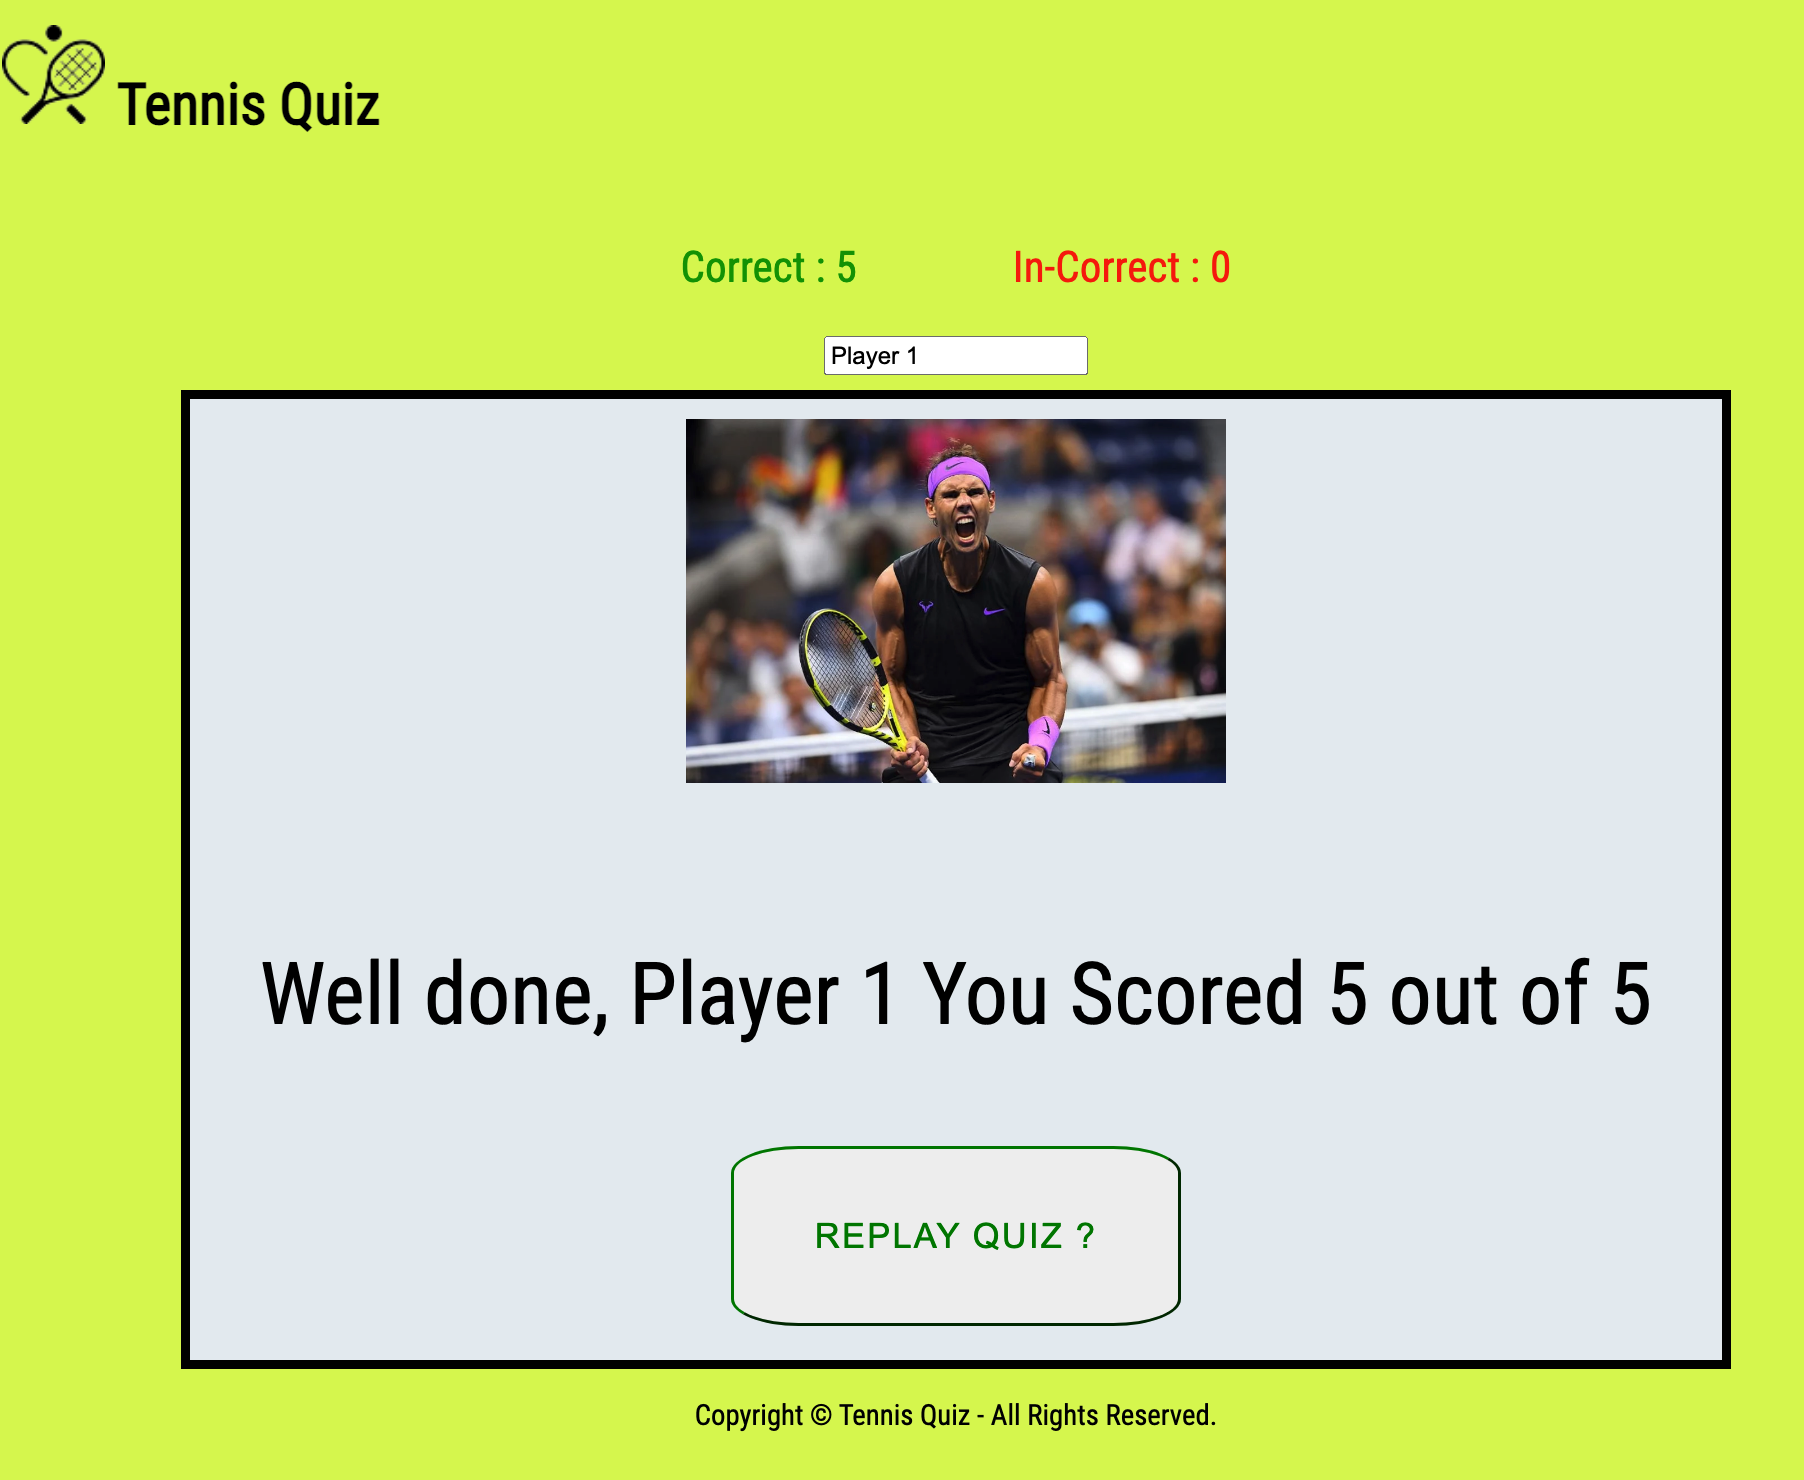 Tennis Quiz
Correct : 5 In-Correct : 0
Player 1
Well done, Player 1 You Scored 5 out of 5
REPLAY QUIZ ?
Copyright © Tennis Quiz - All Rights Reserved.